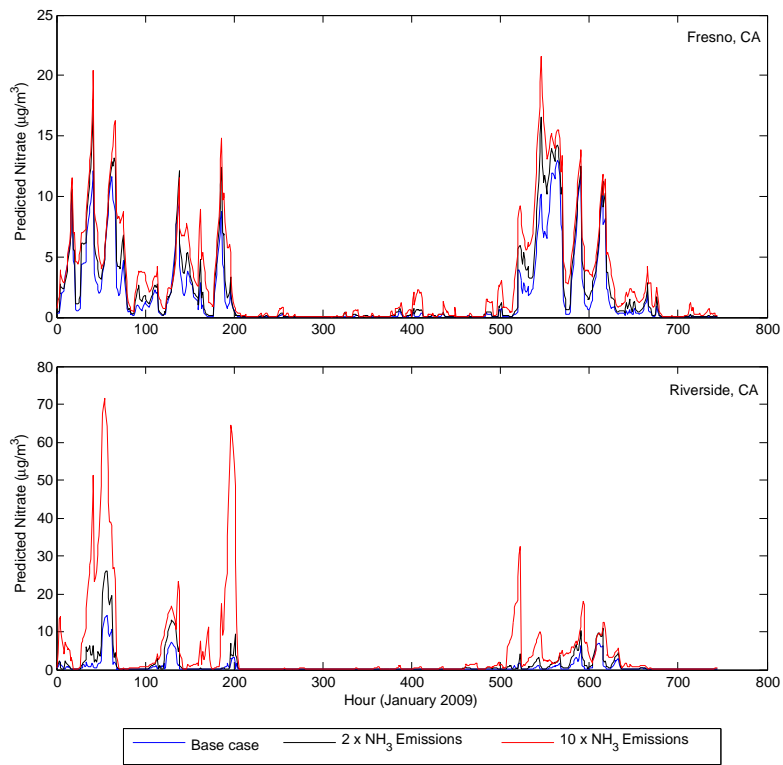 Fresno, CA
Predicted Nitrate (μg/m³)
25
20
15
10
5
0
0 100 200 300 400 500 600 700 800
Riverside, CA
Predicted Nitrate (μg/m³)
80
70
60
50
40
30
20
10
0
0 100 200 300 400 500 600 700 800
Hour (January 2009)
Base case 2 x NH₃ Emissions 10 x NH₃ Emissions